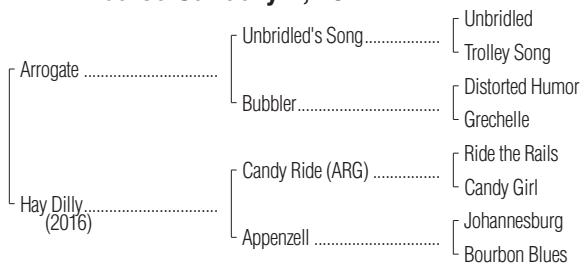 Unbridled
Unbridled's Song
Trolley Song
Arrogate
Distorted Humor
Bubbler
Grechelle
Ride the Rails
Candy Ride (ARG)
Candy Girl
Hay Dilly
(2016)
Johannesburg
Appenzell
Bourbon Blues